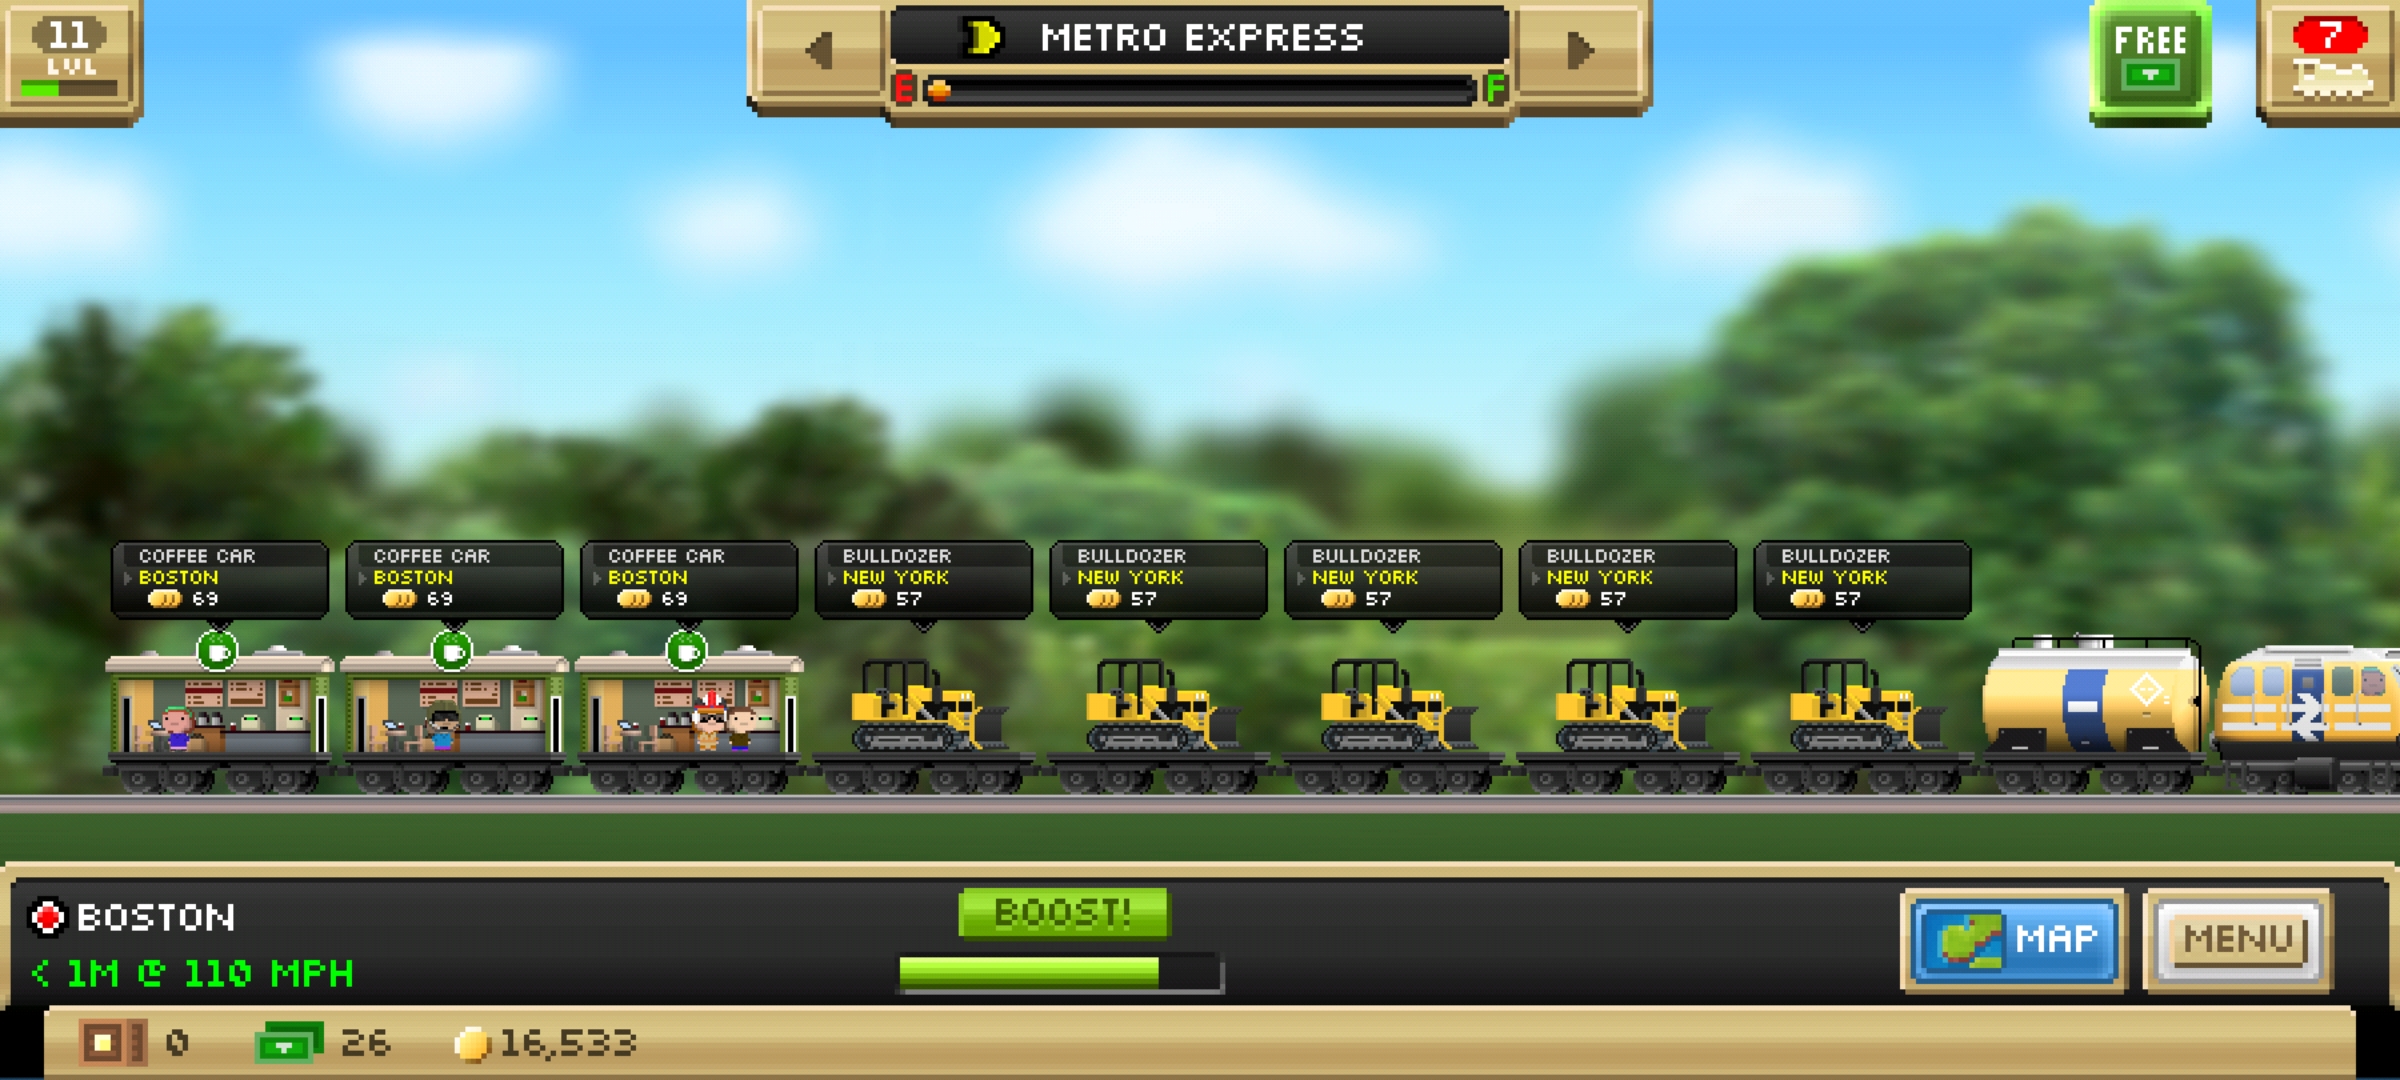 11
LVL
METRO EXPRESS
E F
FREE
7
COFFEE CAR
BOSTON
69
COFFEE CAR
BOSTON
69
COFFEE CAR
BOSTON
69
BULLDOZER
NEW YORK
57
BULLDOZER
NEW YORK
57
BULLDOZER
NEW YORK
57
BULLDOZER
NEW YORK
57
BULLDOZER
NEW YORK
57
BOSTON
< 1M @ 110 MPH
BOOST!
MAP
MENU
0
26
16,533